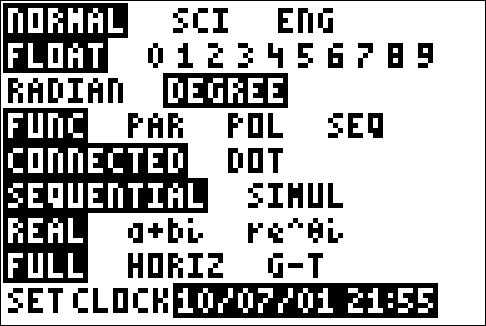 NORMAL SCI ENG
FLOAT 0 1 2 3 4 5 6 7 8 9
RADIAN DEGREE
FUNC PAR POL SEQ
CONNECTED DOT
SEQUENTIAL SIMUL
REAL a+bi re^θi
FULL HORIZ G-T
SET CLOCK 10/07/01 21:55